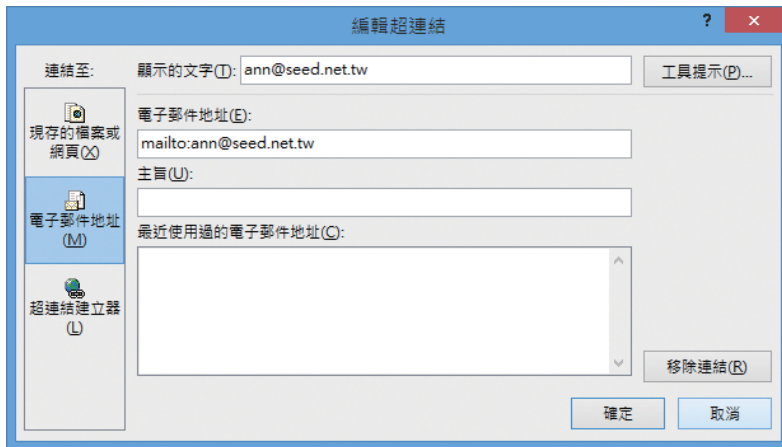 編輯超連結
?
×
連結至:
顯示的文字(T):
ann@seed.net.tw
工具提示(P)...
現存的檔案或
網頁(X)
電子郵件地址
(M)
超連結建立器
(L)
電子郵件地址(E):
mailto:ann@seed.net.tw
主旨(U):
最近使用過的電子郵件地址(C):
移除連結(R)
確定
取消